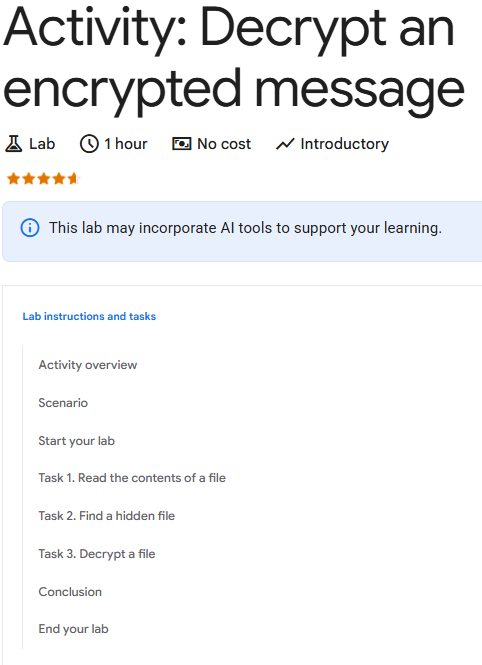 Activity: Decrypt an
encrypted message
Lab 1 hour No cost Introductory
This lab may incorporate AI tools to support your learning.
Lab instructions and tasks
Activity overview
Scenario
Start your lab
Task 1. Read the contents of a file
Task 2. Find a hidden file
Task 3. Decrypt a file
Conclusion
End your lab